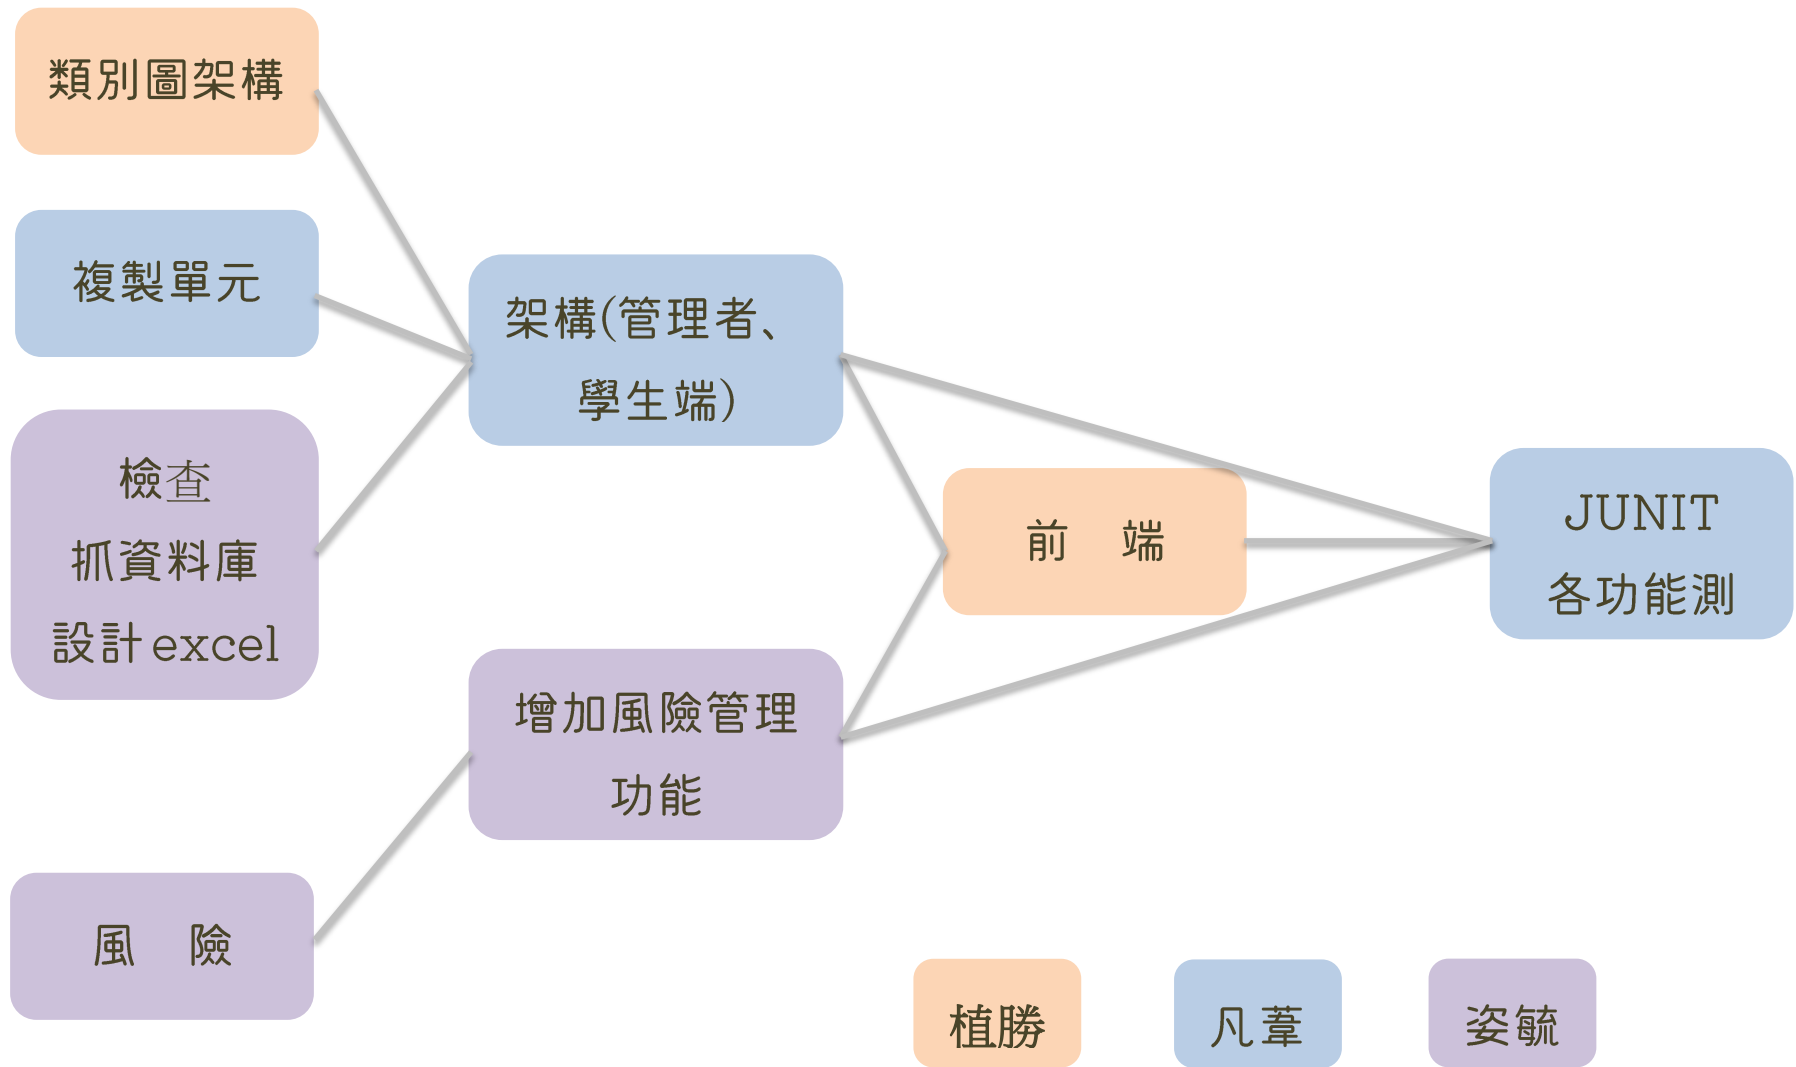 類別圖架構
複製單元
檢查
抓資料庫
設計excel
風　險
架構(管理者、
學生端)
增加風險管理
功能
前　端
JUNIT
各功能測
植勝
凡葦
姿毓